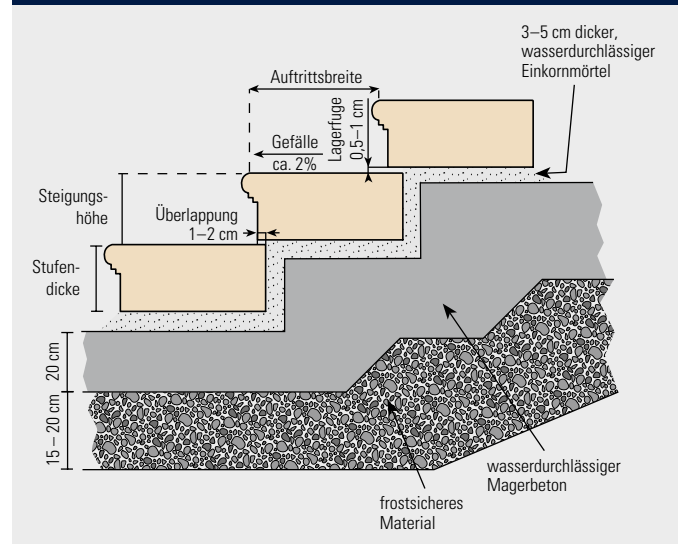 3–5 cm dicker,
wasserdurchlässiger
Einkornmörtel
Auftrittsbreite
Lagerfuge
0,5–1 cm
Gefälle
ca. 2%
Steigungs-
höhe
Überlappung
1–2 cm
Stufen-
dicke
20 cm
15 – 20 cm
wasserdurchlässiger
Magerbeton
frostsicheres
Material